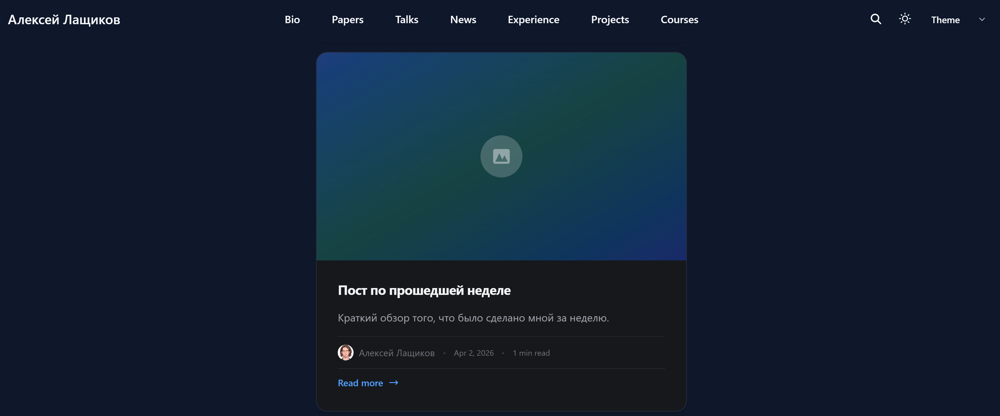 Алексей Лащиков Bio Papers Talks News Experience Projects Courses Theme
Пост по прошедшей неделе
Краткий обзор того, что было сделано мной за неделю.
Алексей Лащиков • Apr 2, 2026 • 1 min read
Read more →